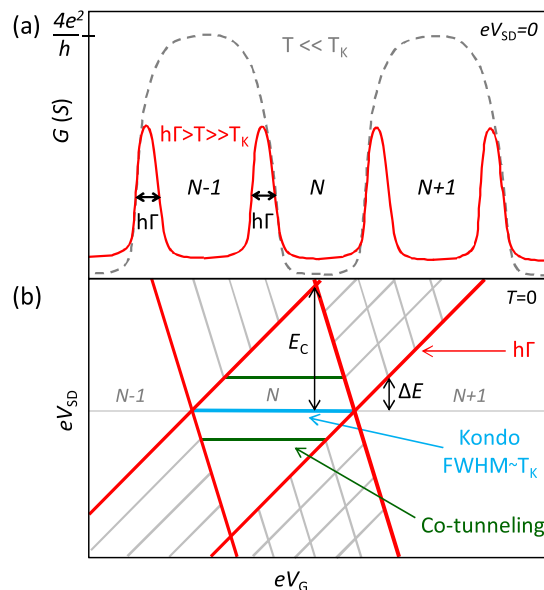 (a)
4e²/h
eV_SD=0
T << T_K
G (S)
hΓ>T>>T_K
N-1
N
N+1
hΓ
hΓ
(b)
T=0
E_C
hΓ
ΔE
N-1
N
N+1
eV_SD
Kondo
FWHM~T_K
Co-tunneling
eV_G